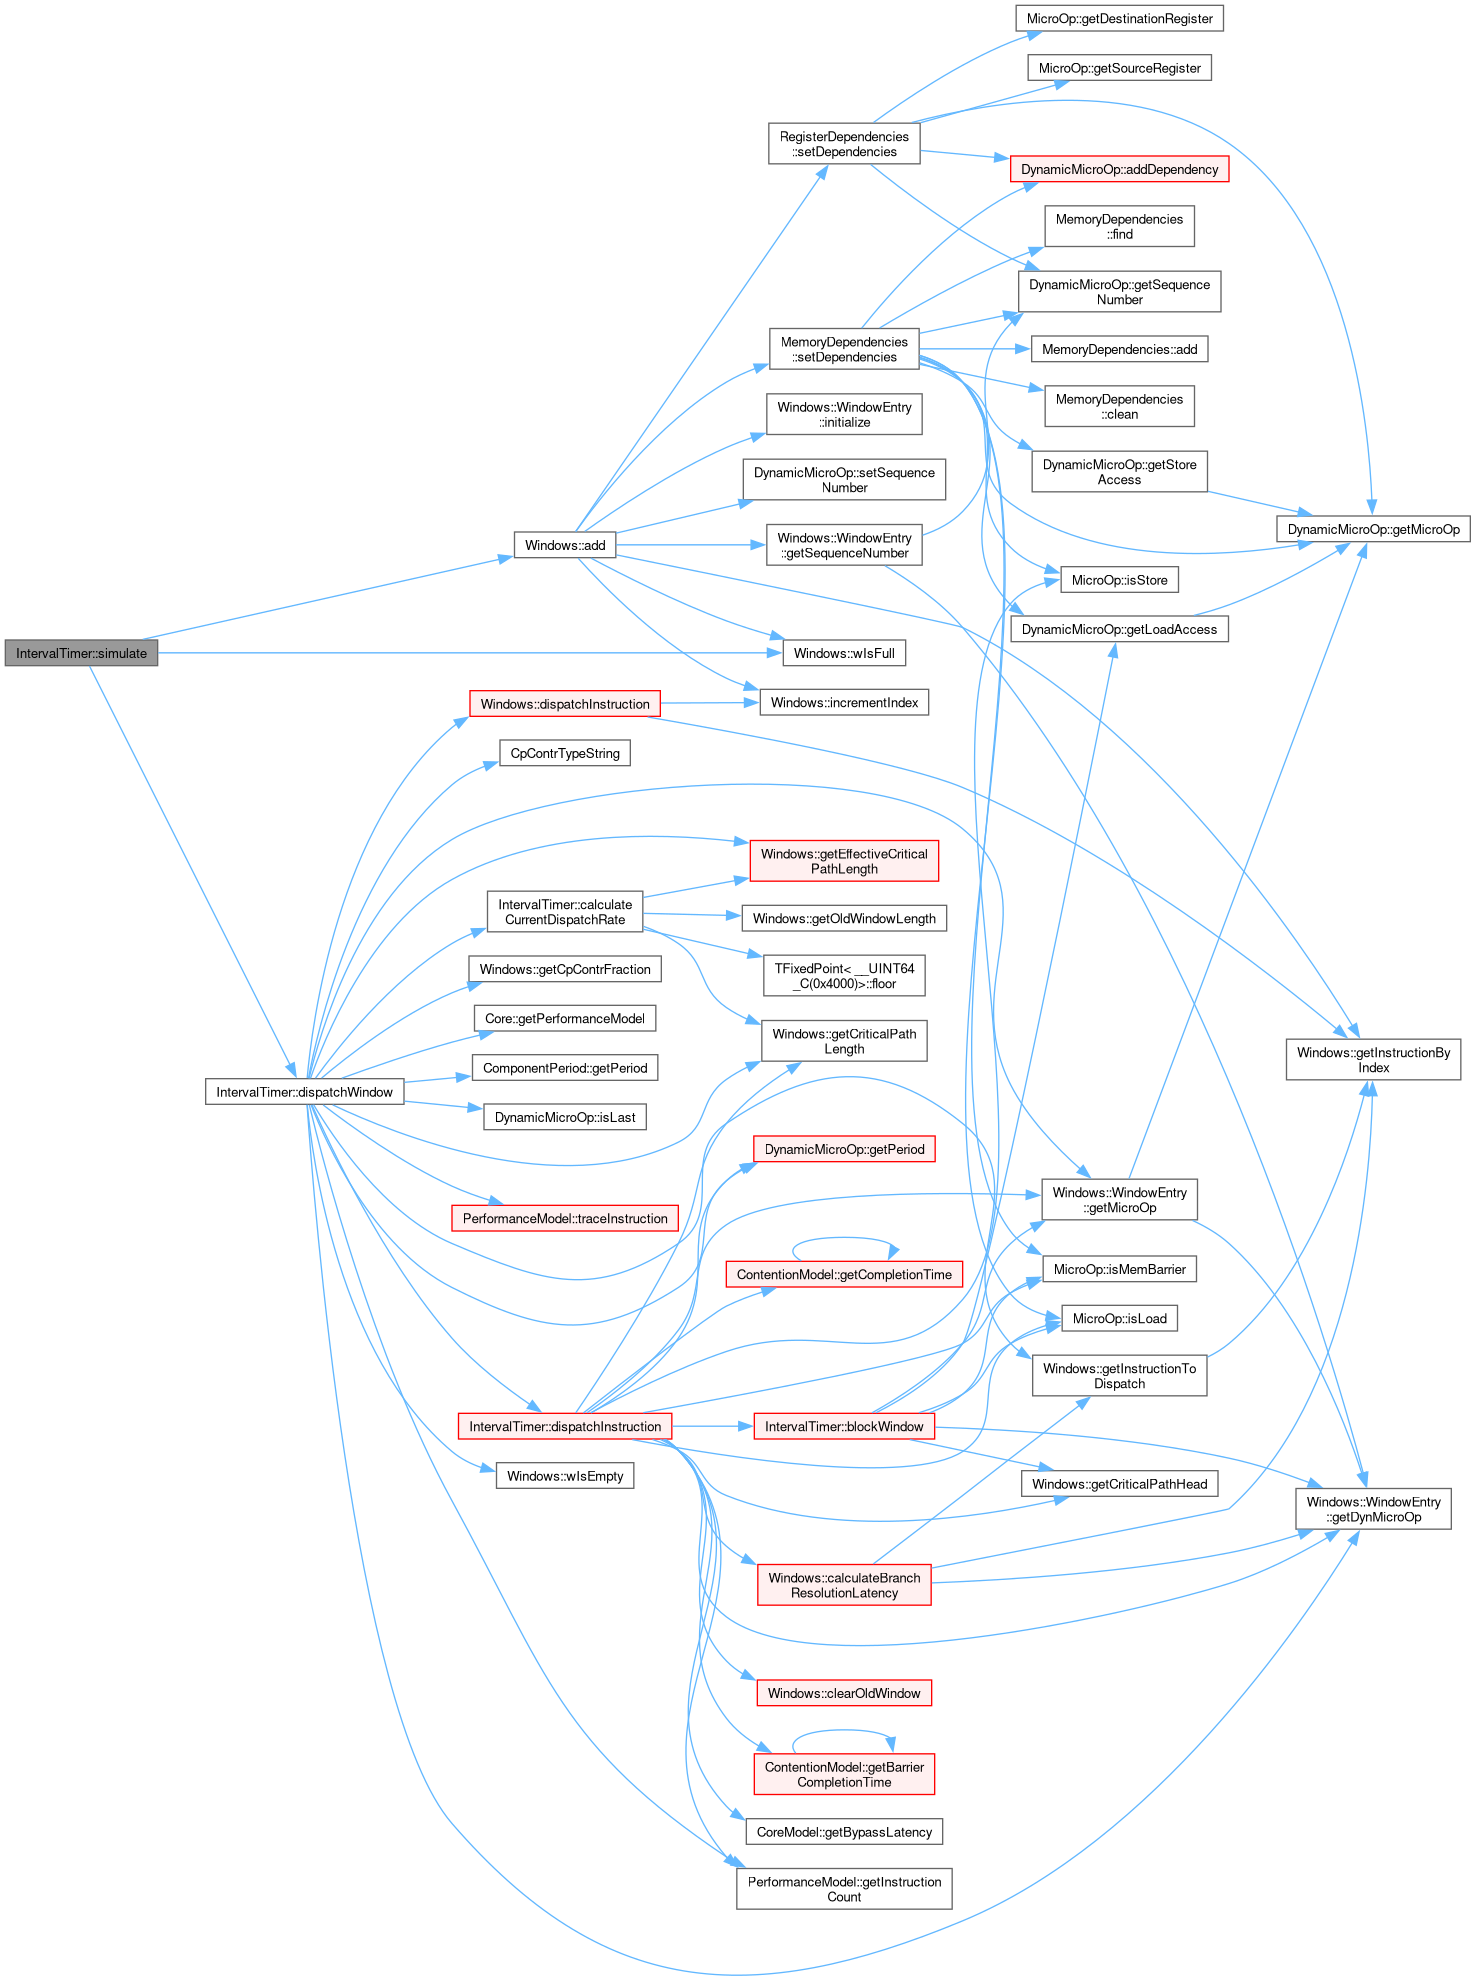 MicroOp::getDestinationRegister
MicroOp::getSourceRegister
RegisterDependencies
::setDependencies
DynamicMicroOp::addDependency
MemoryDependencies
::find
DynamicMicroOp::getSequence
Number
MemoryDependencies
::setDependencies
MemoryDependencies::add
MemoryDependencies
::clean
Windows::WindowEntry
::initialize
DynamicMicroOp::getStore
Access
DynamicMicroOp::setSequence
Number
DynamicMicroOp::getMicroOp
Windows::add
Windows::WindowEntry
::getSequenceNumber
MicroOp::isStore
DynamicMicroOp::getLoadAccess
IntervalTimer::simulate
Windows::wIsFull
Windows::dispatchInstruction
Windows::incrementIndex
CpContrTypeString
Windows::getEffectiveCritical
PathLength
IntervalTimer::calculate
CurrentDispatchRate
Windows::getOldWindowLength
Windows::getCpContrFraction
TFixedPoint< __UINT64
_C(0x4000)>::floor
Core::getPerformanceModel
Windows::getCriticalPath
Length
Windows::getInstructionBy
Index
ComponentPeriod::getPeriod
IntervalTimer::dispatchWindow
DynamicMicroOp::isLast
DynamicMicroOp::getPeriod
Windows::WindowEntry
::getMicroOp
PerformanceModel::traceInstruction
ContentionModel::getCompletionTime
MicroOp::isMemBarrier
MicroOp::isLoad
Windows::getInstructionTo
Dispatch
IntervalTimer::dispatchInstruction
IntervalTimer::blockWindow
Windows::wIsEmpty
Windows::getCriticalPathHead
Windows::WindowEntry
::getDynMicroOp
Windows::calculateBranch
ResolutionLatency
Windows::clearOldWindow
ContentionModel::getBarrier
CompletionTime
CoreModel::getBypassLatency
PerformanceModel::getInstruction
Count